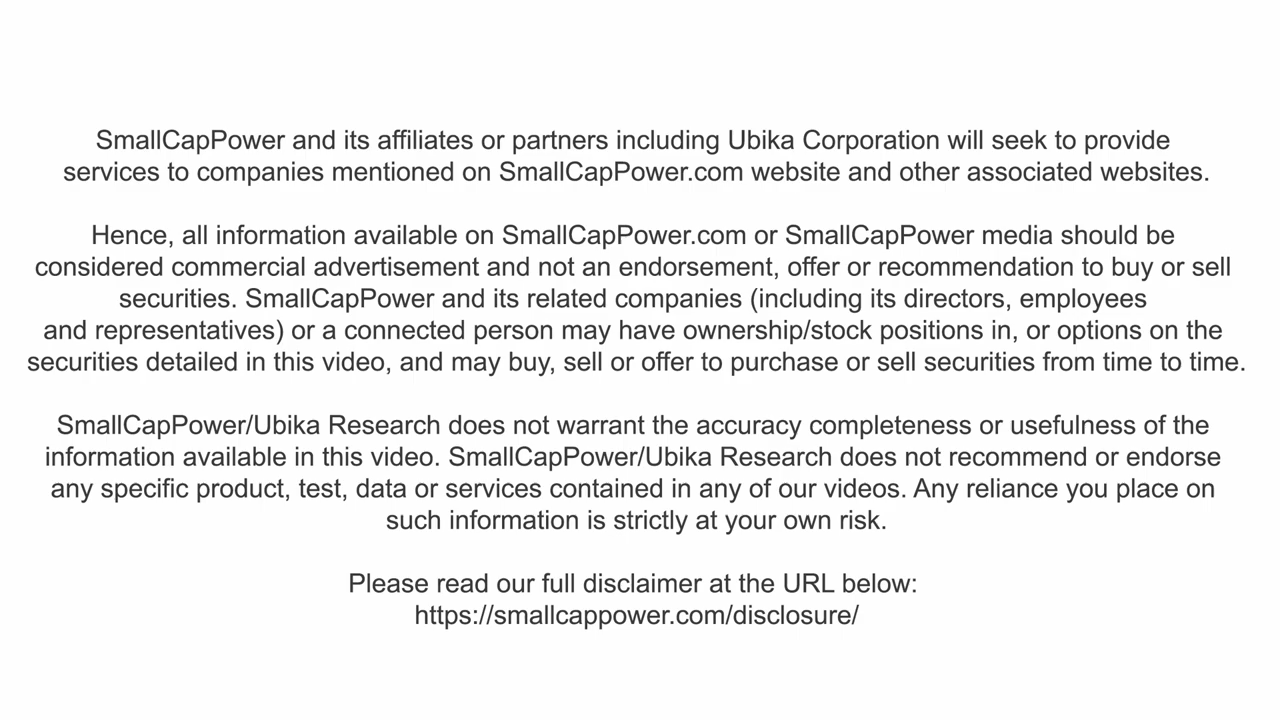 SmallCapPower and its affiliates or partners including Ubika Corporation will seek to provide
services to companies mentioned on SmallCapPower.com website and other associated websites.
Hence, all information available on SmallCapPower.com or SmallCapPower media should be
considered commercial advertisement and not an endorsement, offer or recommendation to buy or sell
securities. SmallCapPower and its related companies (including its directors, employees
and representatives) or a connected person may have ownership/stock positions in, or options on the
securities detailed in this video, and may buy, sell or offer to purchase or sell securities from time to time.
SmallCapPower/Ubika Research does not warrant the accuracy completeness or usefulness of the
information available in this video. SmallCapPower/Ubika Research does not recommend or endorse
any specific product, test, data or services contained in any of our videos. Any reliance you place on
such information is strictly at your own risk.
Please read our full disclaimer at the URL below:
https://smallcappower.com/disclosure/